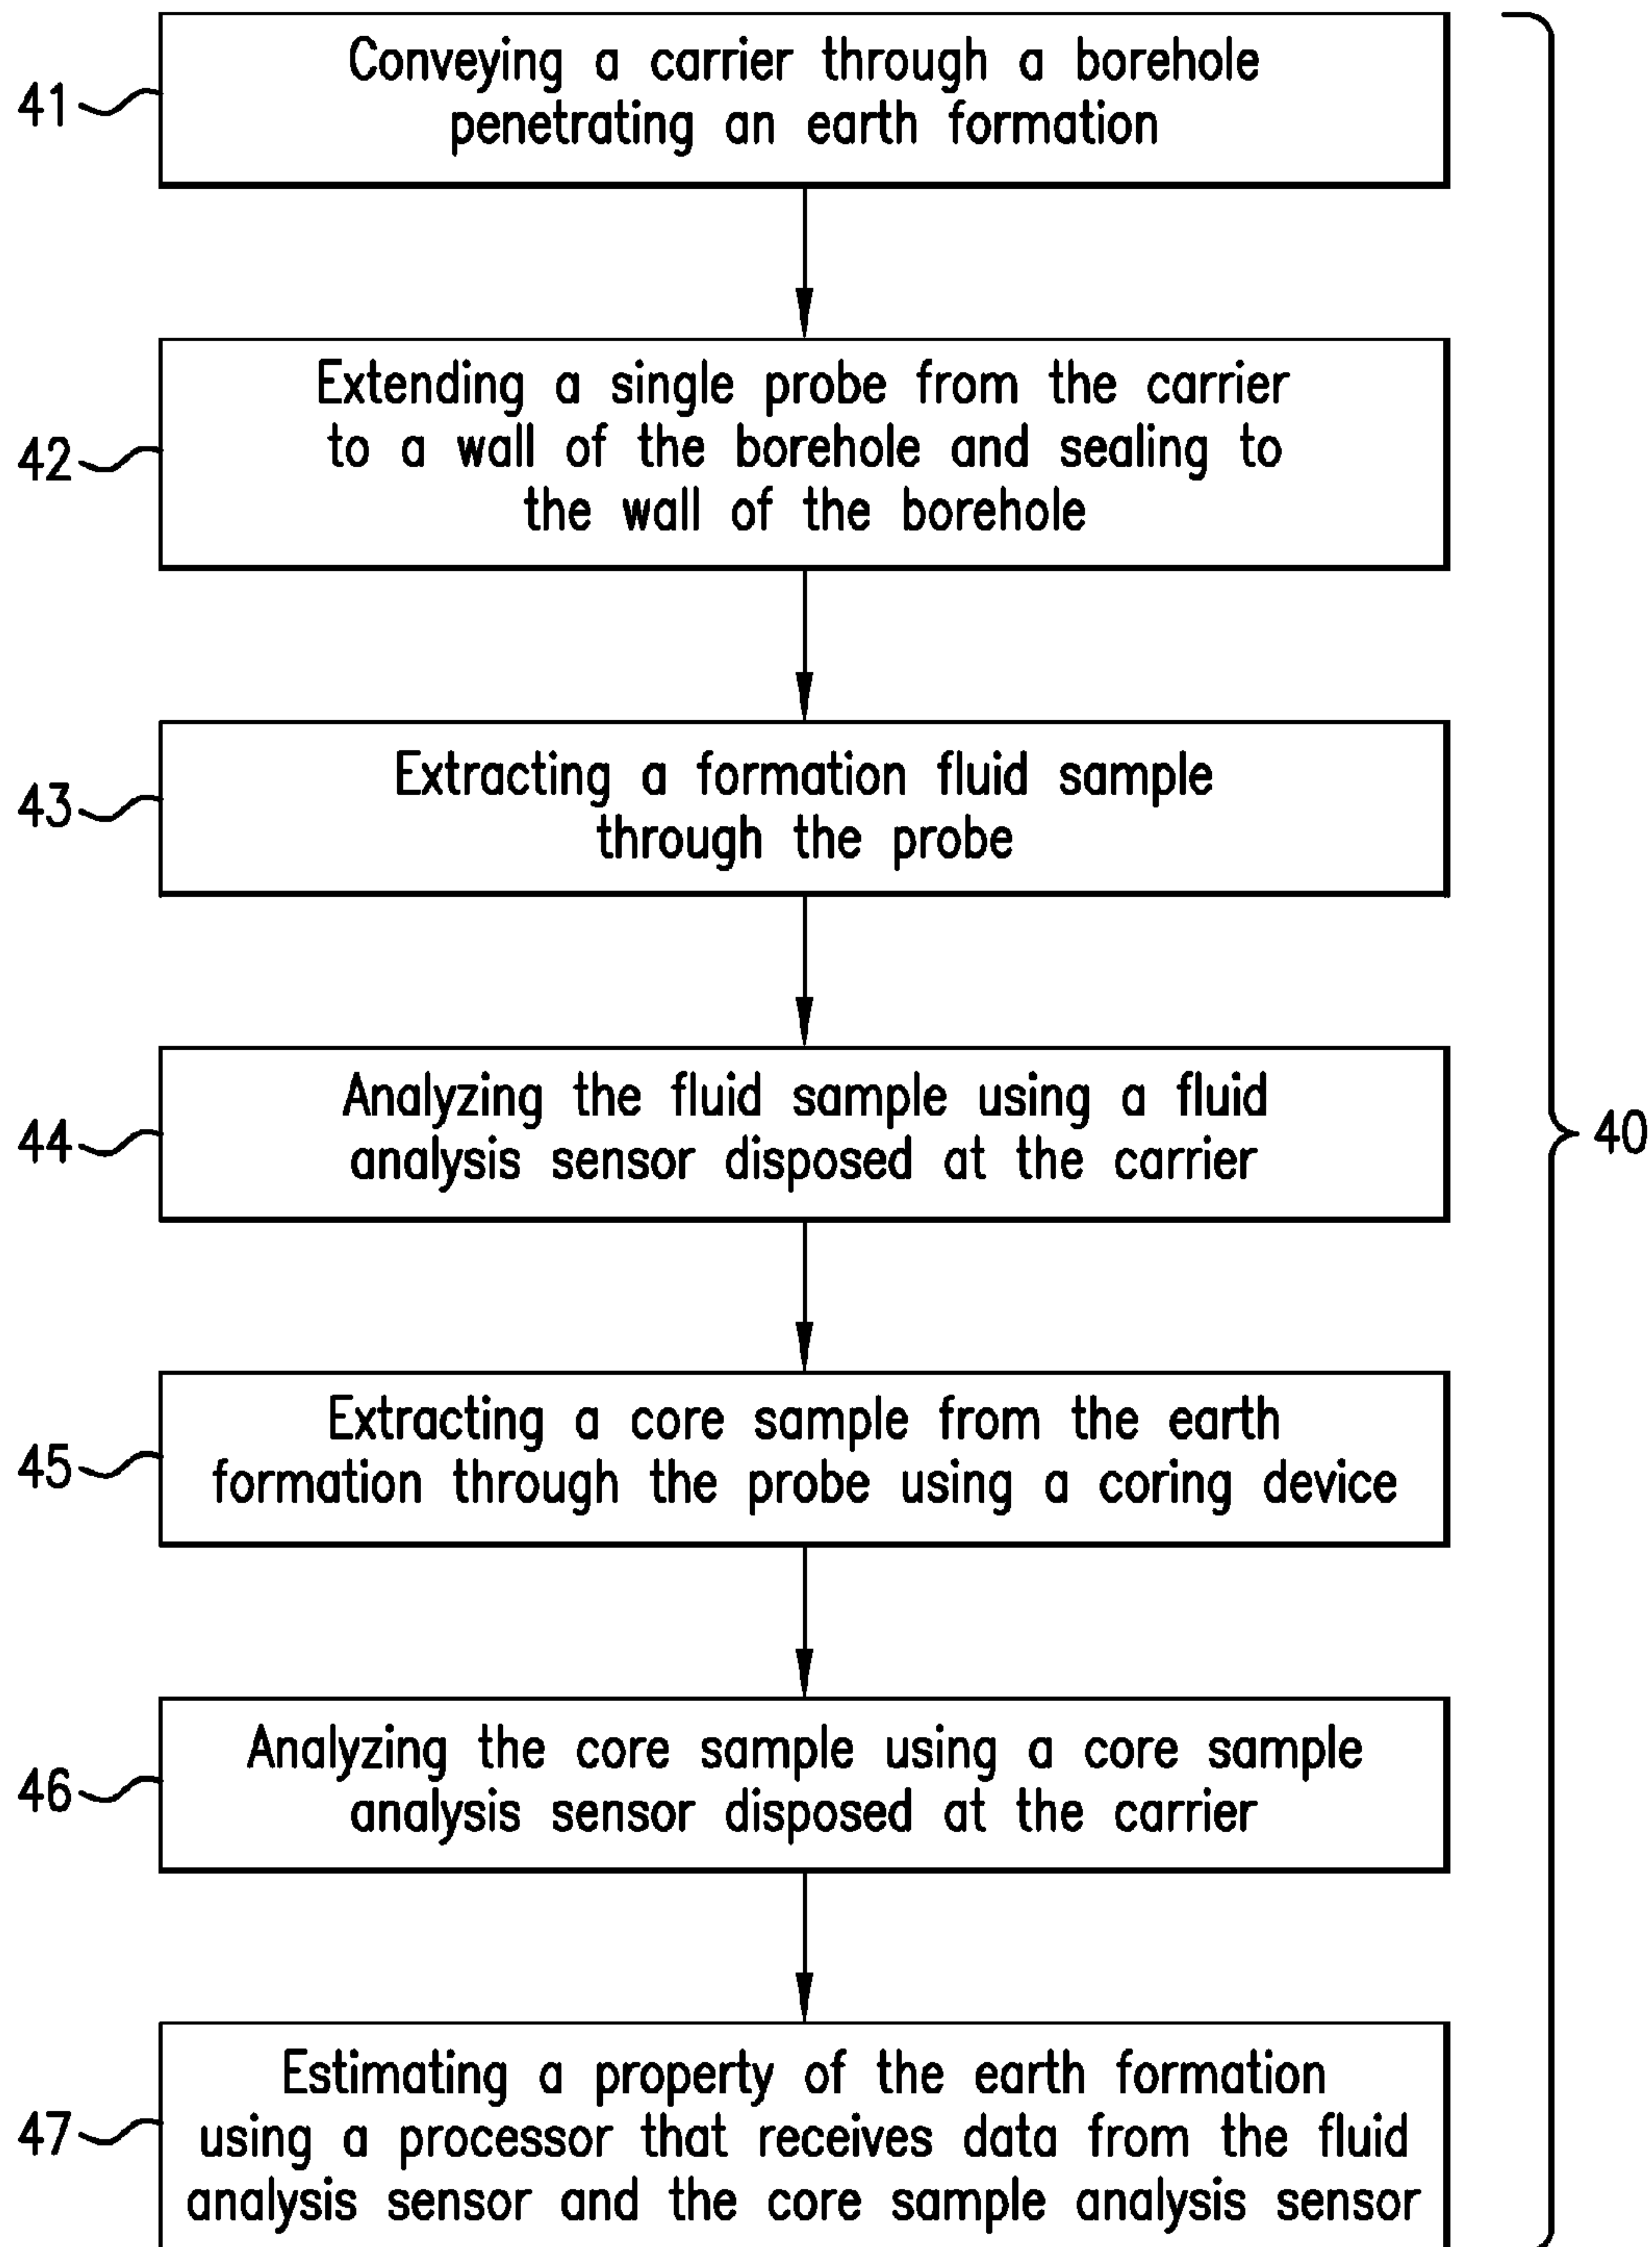 Conveying a carrier through a borehole
penetrating an earth formation
41
Extending a single probe from the carrier
to a wall of the borehole and sealing to
the wall of the borehole
42
Extracting a formation fluid sample
through the probe
43
Analyzing the fluid sample using a fluid
analysis sensor disposed at the carrier
44
40
Extracting a core sample from the earth
formation through the probe using a coring device
45
Analyzing the core sample using a core sample
analysis sensor disposed at the carrier
46
Estimating a property of the earth formation
using a processor that receives data from the fluid
analysis sensor and the core sample analysis sensor
47